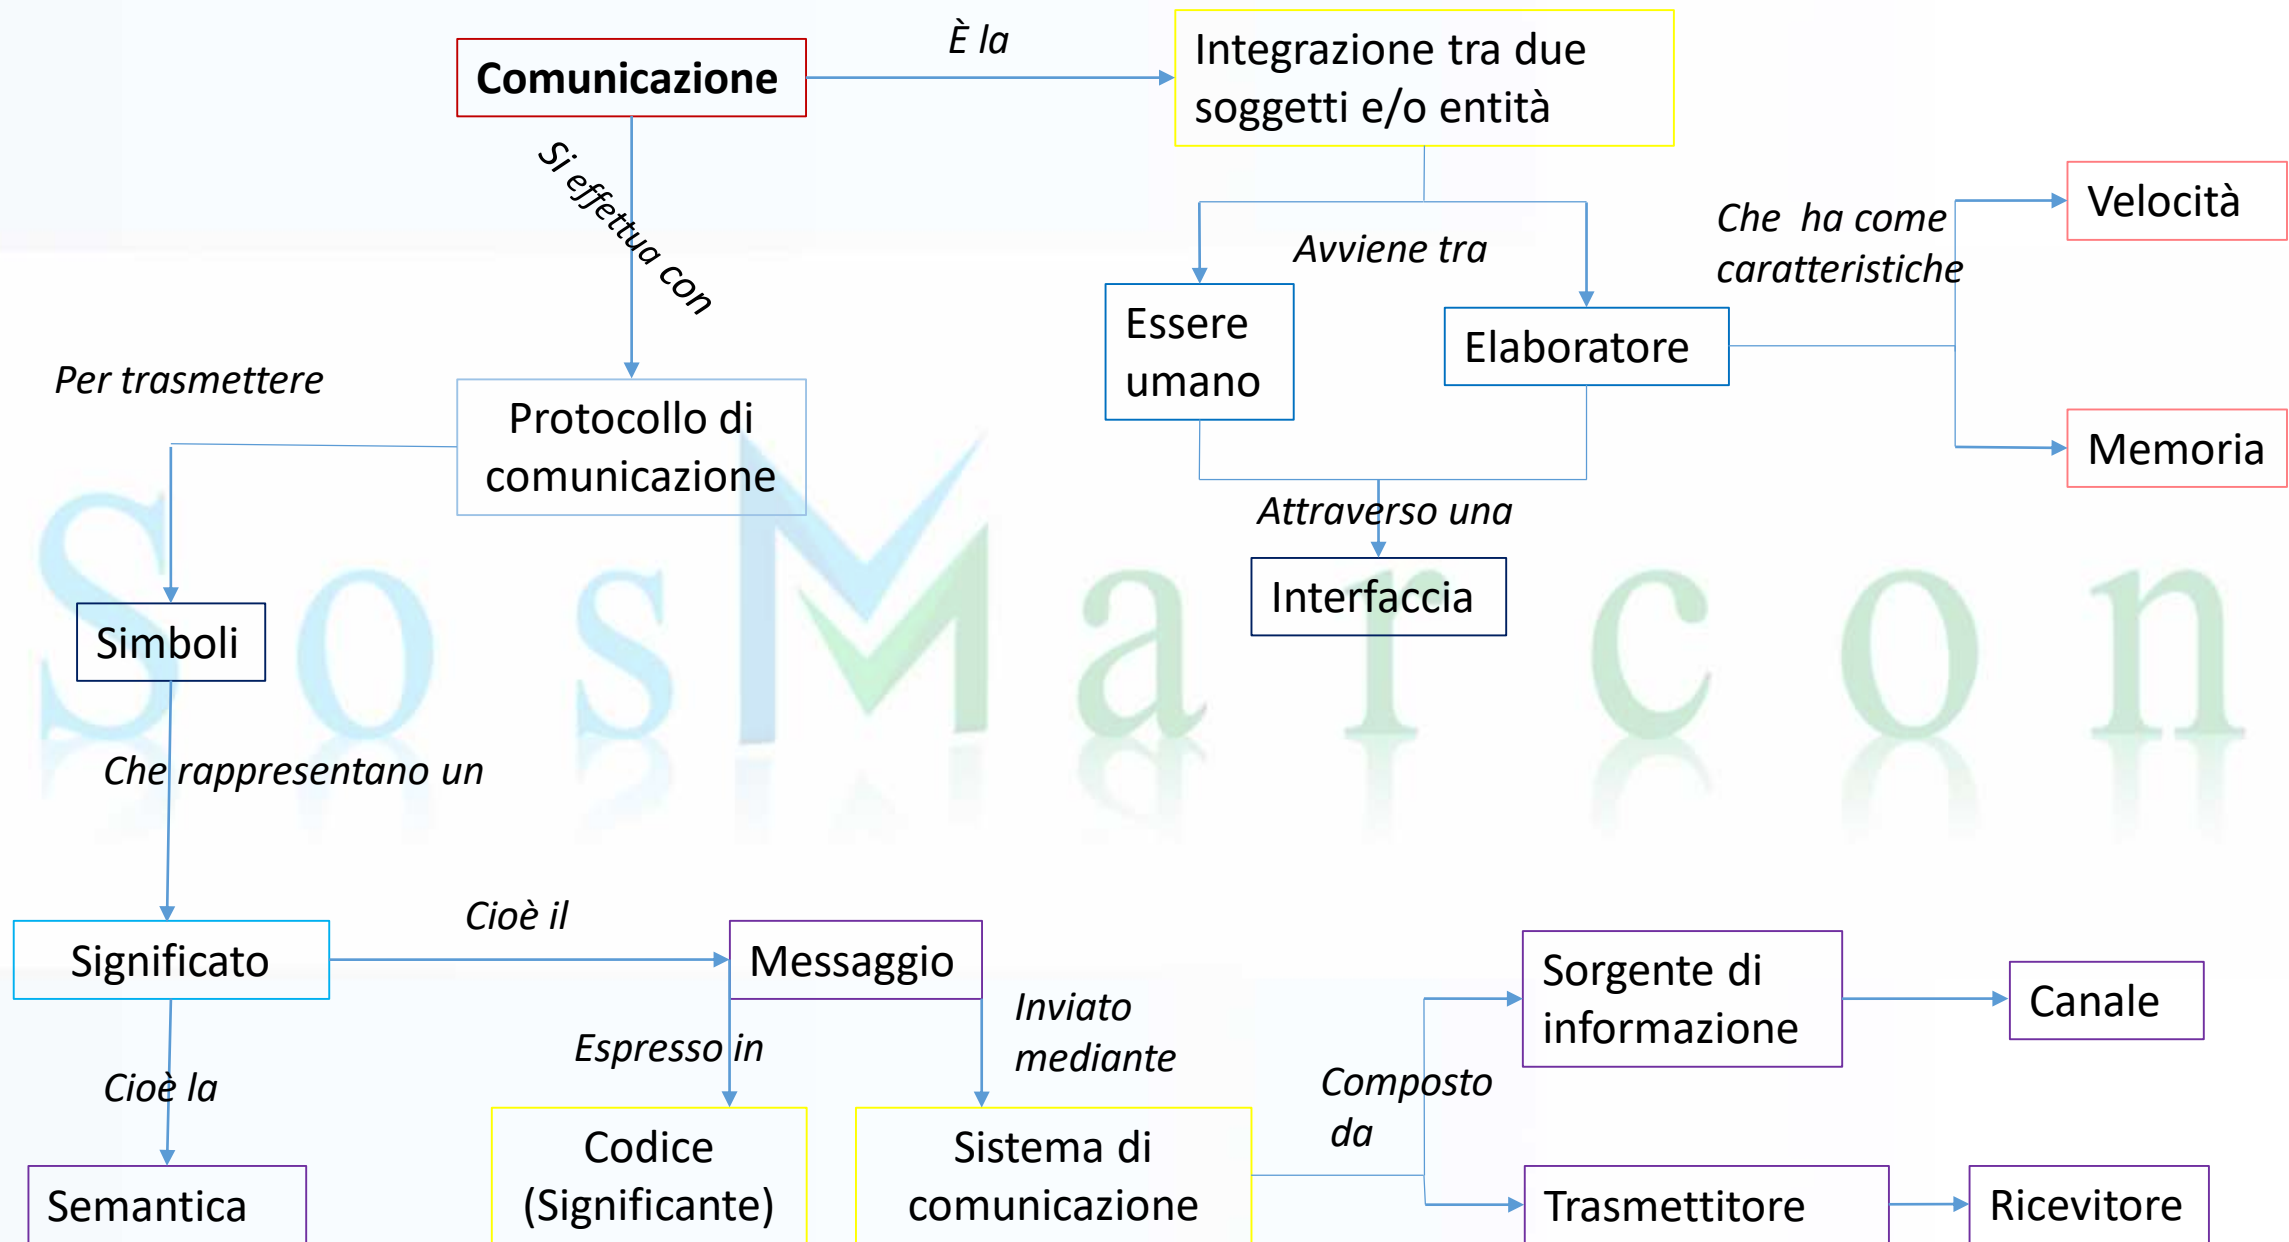 Comunicazione
È la
Integrazione tra due
soggetti e/o entità
Si effettua con
Avviene tra
Che ha come
caratteristiche
Velocità
Essere
umano
Elaboratore
Memoria
Per trasmettere
Protocollo di
comunicazione
Attraverso una
Interfaccia
SosMarcon
Simboli
Che rappresentano un
Significato
Cioè il
Messaggio
Cioè la
Semantica
Espresso in
Codice
(Significante)
Inviato
mediante
Sistema di
comunicazione
Composto
da
Sorgente di
informazione
Canale
Trasmettitore
Ricevitore